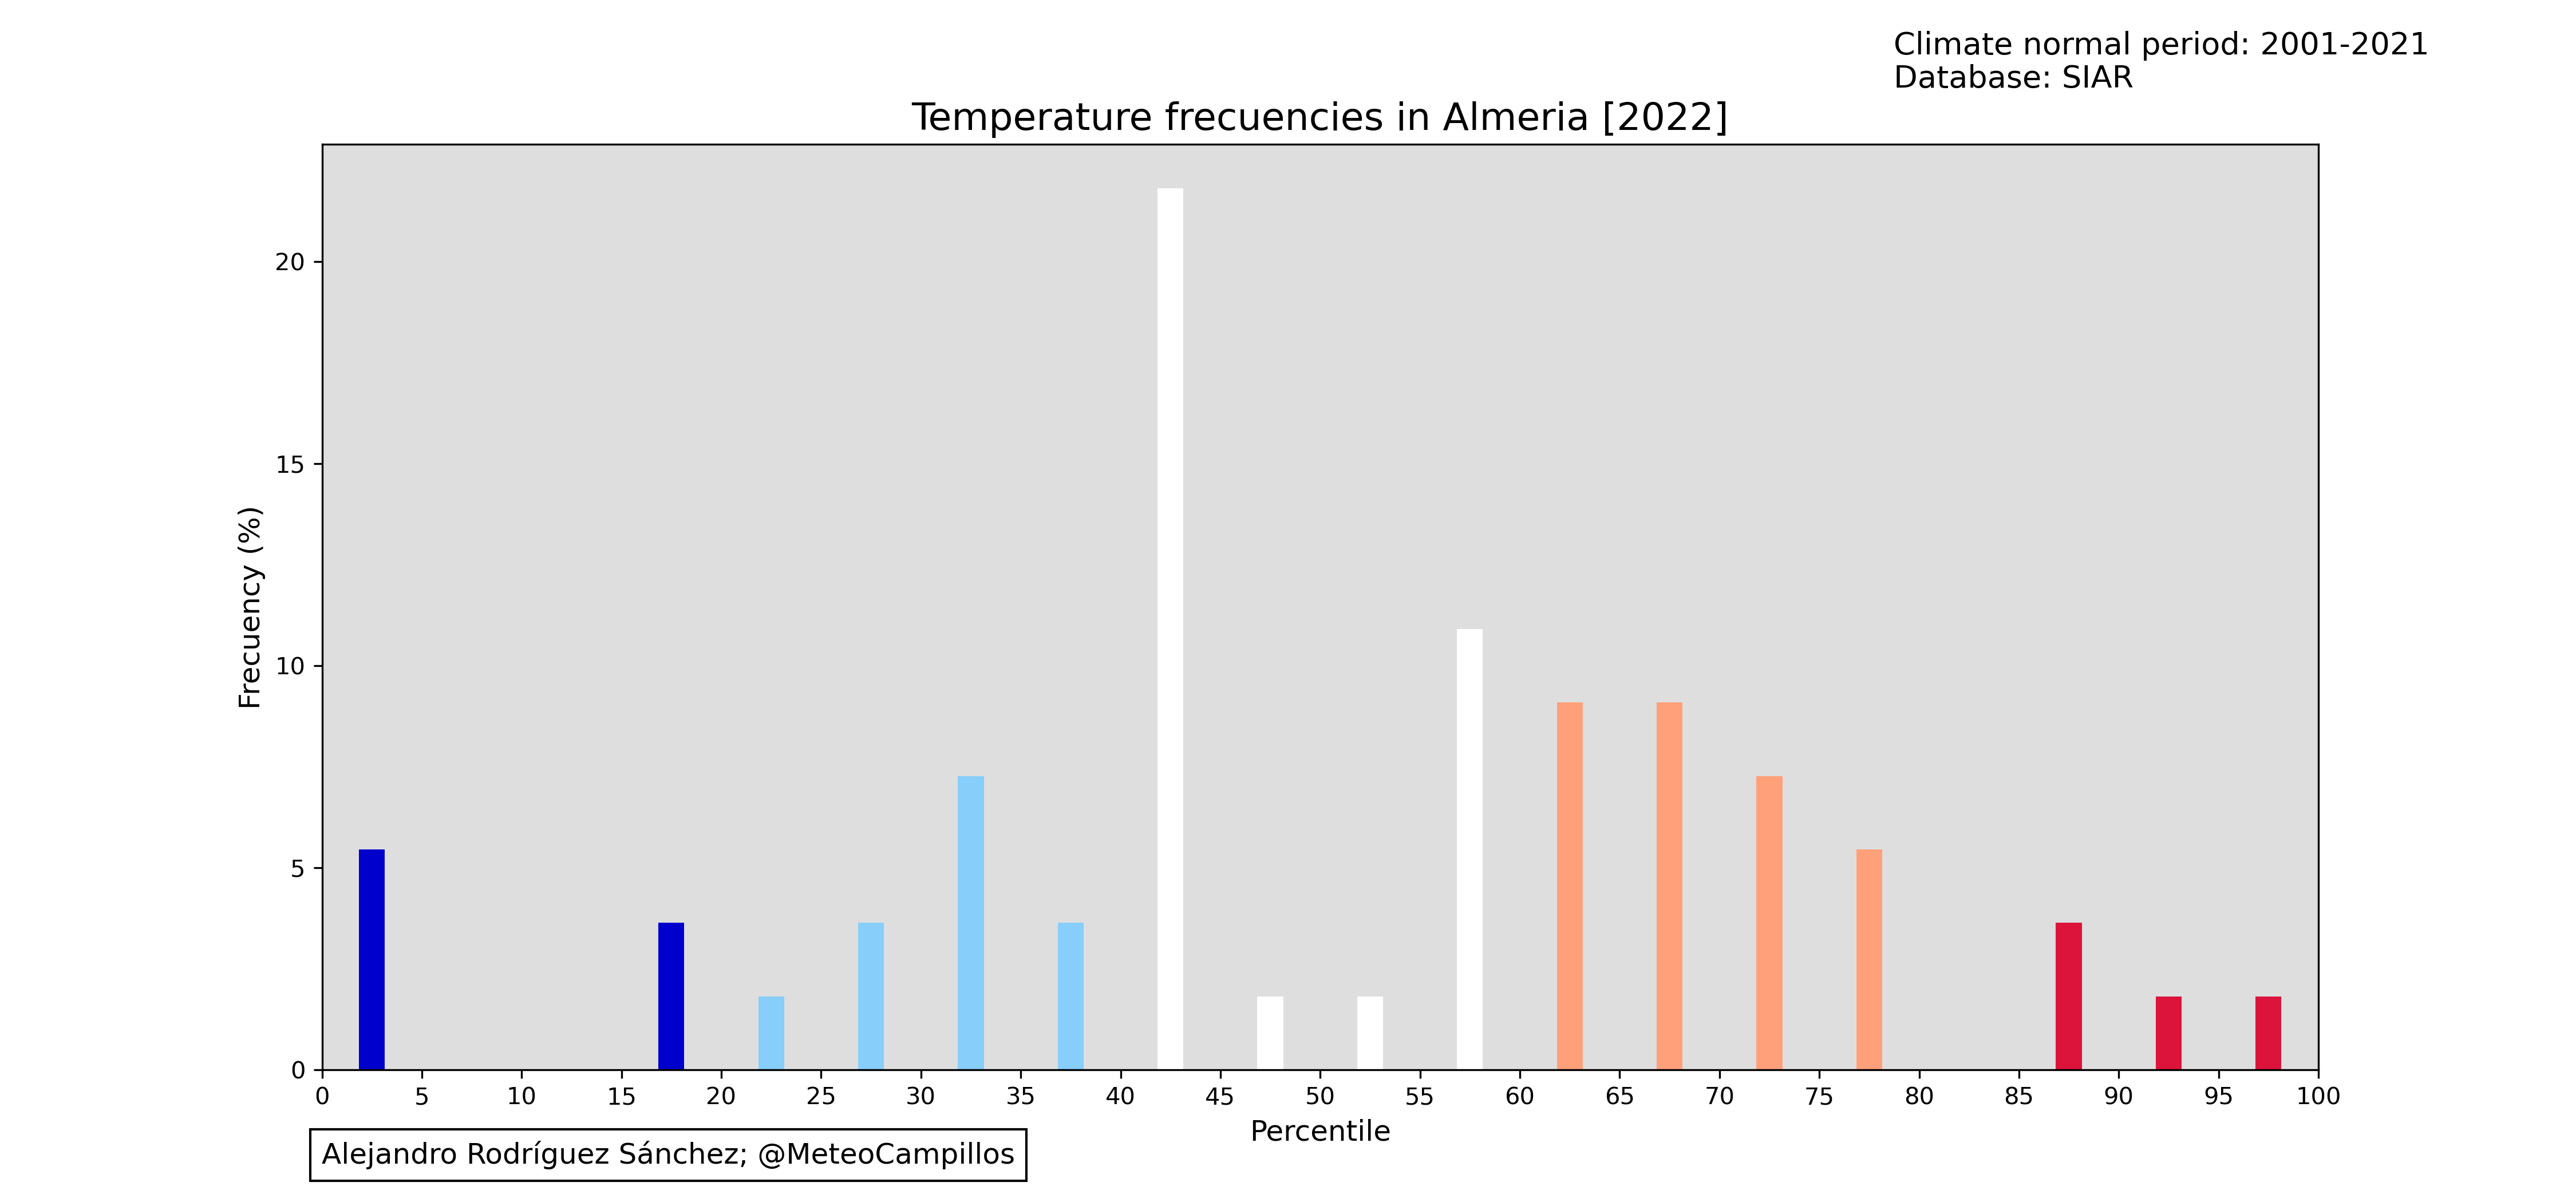 Climate normal period: 2001-2021
Database: SIAR
Temperature frecuencies in Almeria [2022]
Frecuency (%)
20
15
10
5
0
0 5 10 15 20 25 30 35 40 45 50 55 60 65 70 75 80 85 90 95 100
Percentile
Alejandro Rodríguez Sánchez; @MeteoCampillos